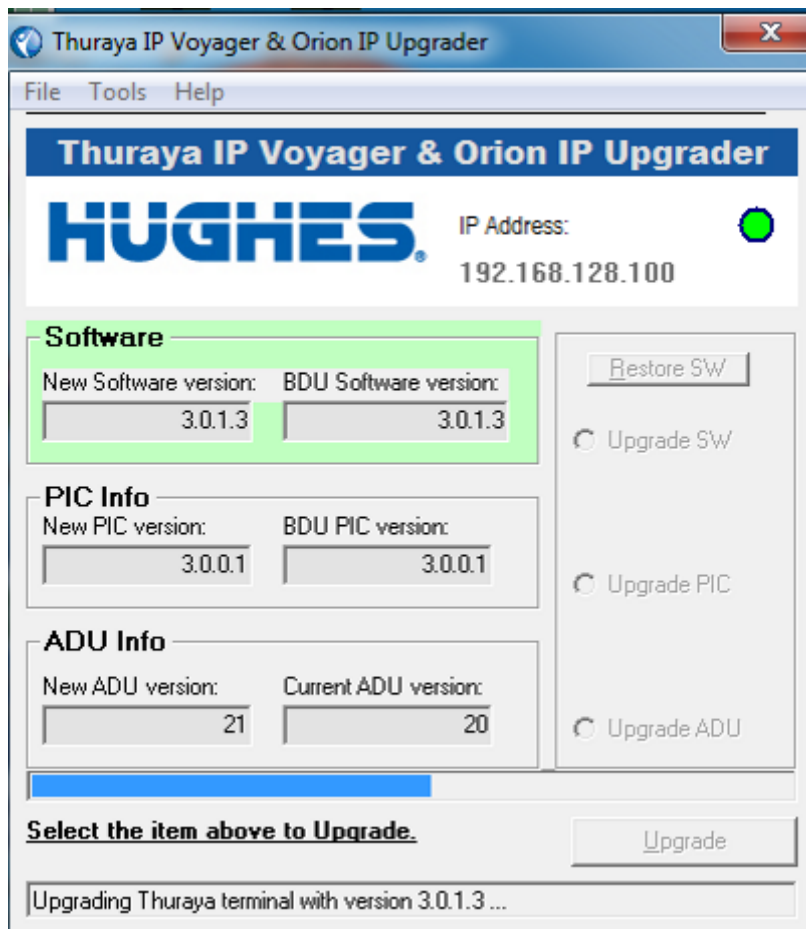 Thuraya IP Voyager & Orion IP Upgrader
File Tools Help
Thuraya IP Voyager & Orion IP Upgrader
HUGHES®
IP Address:
192.168.128.100
Software
New Software version: BDU Software version:
3.0.1.3 3.0.1.3
Restore SW
Upgrade SW
PIC Info
New PIC version: BDU PIC version:
3.0.0.1 3.0.0.1
Upgrade PIC
ADU Info
New ADU version: Current ADU version:
21 20
Upgrade ADU
Select the item above to Upgrade.
Upgrade
Upgrading Thuraya terminal with version 3.0.1.3 ...